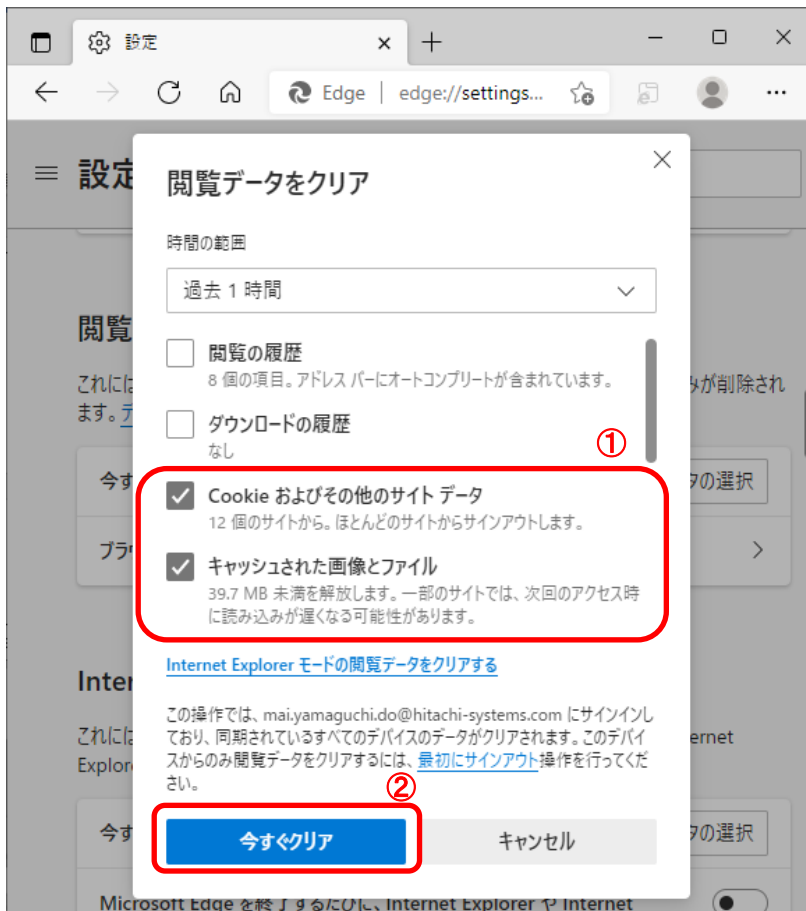 設定
Edge | edge://settings...
設定
閲覧データをクリア
時間の範囲
過去 1 時間
閲覧
閲覧の履歴
8 個の項目。アドレス バーにオートコンプリートが含まれています。
これには
みが削除され
ます。デ
ダウンロードの履歴
なし
①
今す
タの選択
Cookie およびその他のサイト データ
12 個のサイトから。ほとんどのサイトからサインアウトします。
ブラウ
キャッシュされた画像とファイル
39.7 MB 未満を解放します。一部のサイトでは、次回のアクセス時
に読み込みが遅くなる可能性があります。
Internet Explorer モードの閲覧データをクリアする
Inter
この操作では、mai.yamaguchi.do@hitachi-systems.com にサインインし
ており、同期されているすべてのデバイスのデータがクリアされます。このデバイ
スからのみ閲覧データをクリアするには、最初にサインアウト操作を行ってくだ
さい。
これには
ernet
Explor
②
今す
タの選択
今すぐクリア
キャンセル
Microsoft Edge を終了するたびに、Internet Explorer や Internet